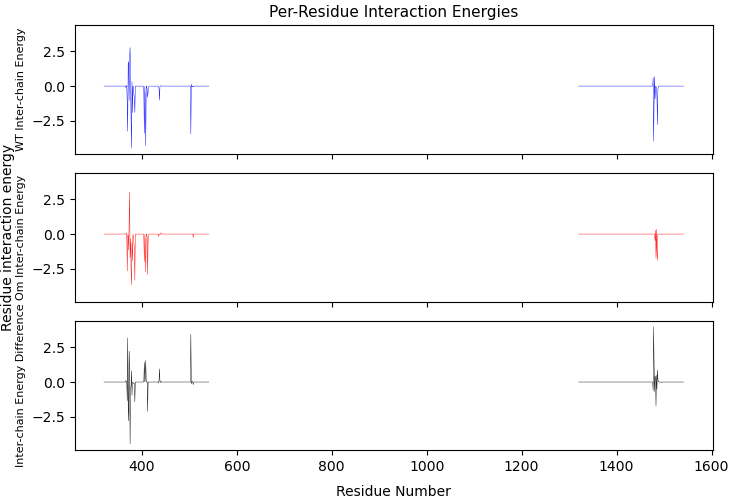 Per-Residue Interaction Energies
Residue interaction energy
WT Inter-chain Energy
2.5
0.0
−2.5
Om Inter-chain Energy
2.5
0.0
−2.5
Inter-chain Energy Difference
2.5
0.0
−2.5
400 600 800 1000 1200 1400 1600
Residue Number